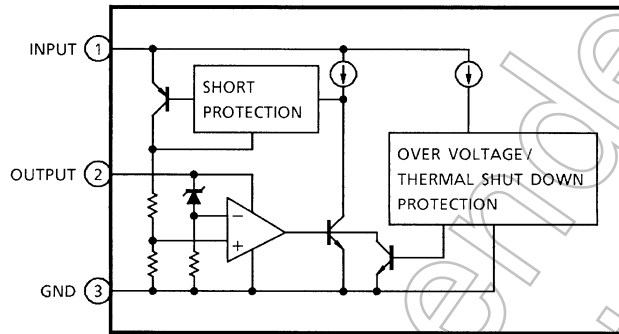 INPUT 1
SHORT
PROTECTION
OUTPUT 2
OVER VOLTAGE/
THERMAL SHUT DOWN
PROTECTION
−
+
GND 3